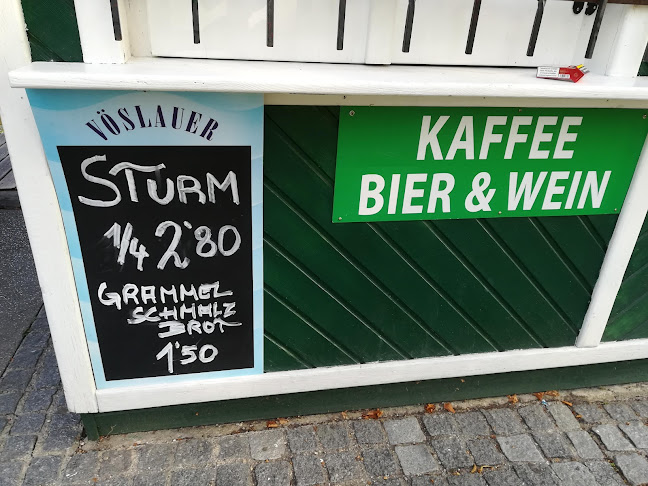 VÖSLAUER
STURM
1/4 2'80
GRAMMEL
SCHMALZ
BROT
1'50
KAFFEE
BIER & WEIN